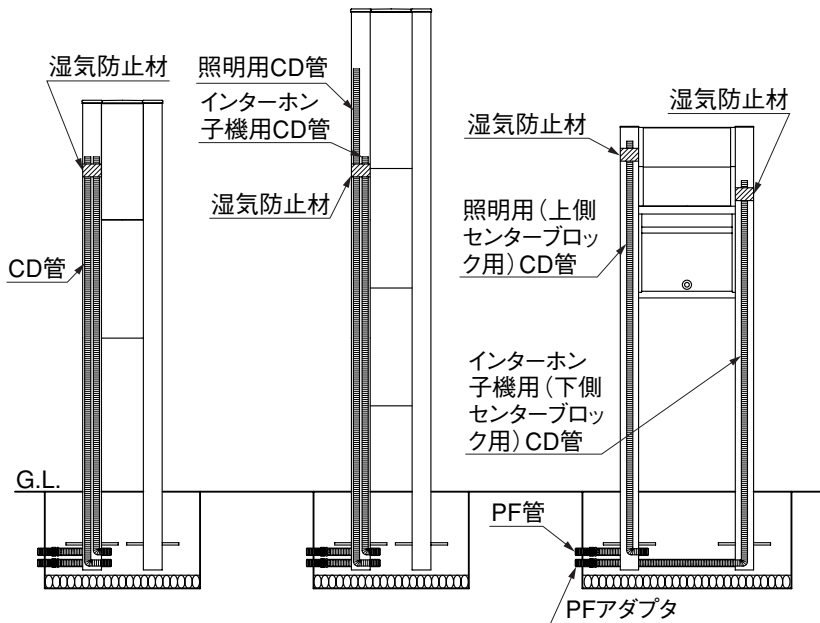 湿気防止材
CD管
G.L.
照明用CD管
インターホン
子機用CD管
湿気防止材
湿気防止材
湿気防止材
照明用（上側
センターブロッ
ク用）CD管
インターホン
子機用（下側
センターブロッ
ク用）CD管
PF管
PFアダプタ